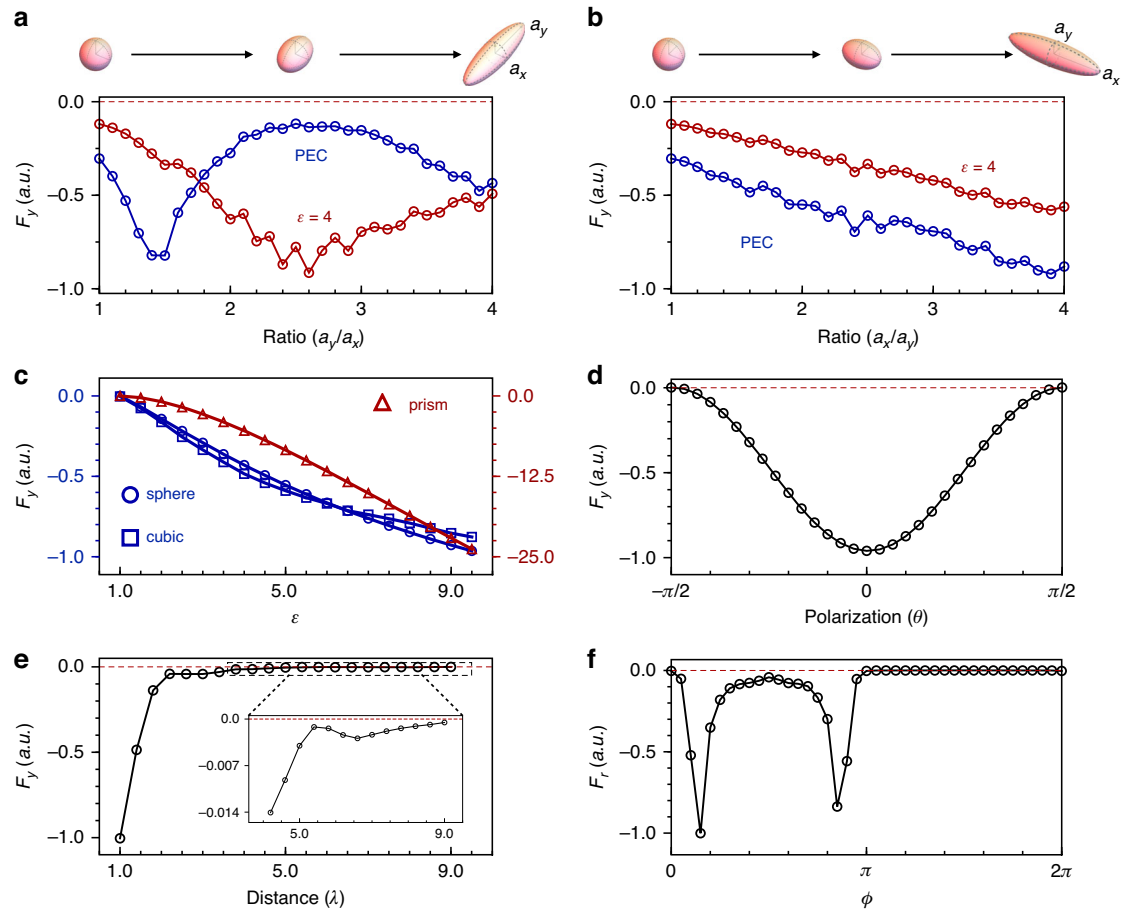 a
a_y
a_x
0.0
−0.5
−1.0
F_y (a.u.)
PEC
ε = 4
1 2 3 4
Ratio (a_y/a_x)
b
a_y
a_x
0.0
−0.5
−1.0
F_y (a.u.)
ε = 4
PEC
1 2 3 4
Ratio (a_x/a_y)
c
0.0
−0.5
−1.0
F_y (a.u.)
prism
sphere
cubic
0.0
−12.5
−25.0
1.0 5.0 9.0
ε
d
0.0
−0.5
−1.0
F_y (a.u.)
−π/2 0 π/2
Polarization (θ)
e
0.0
−0.5
−1.0
F_y (a.u.)
0.0
−0.007
−0.014
5.0 9.0
1.0 5.0 9.0
Distance (λ)
f
0.0
−0.5
−1.0
F_r (a.u.)
0 π 2π
ϕ